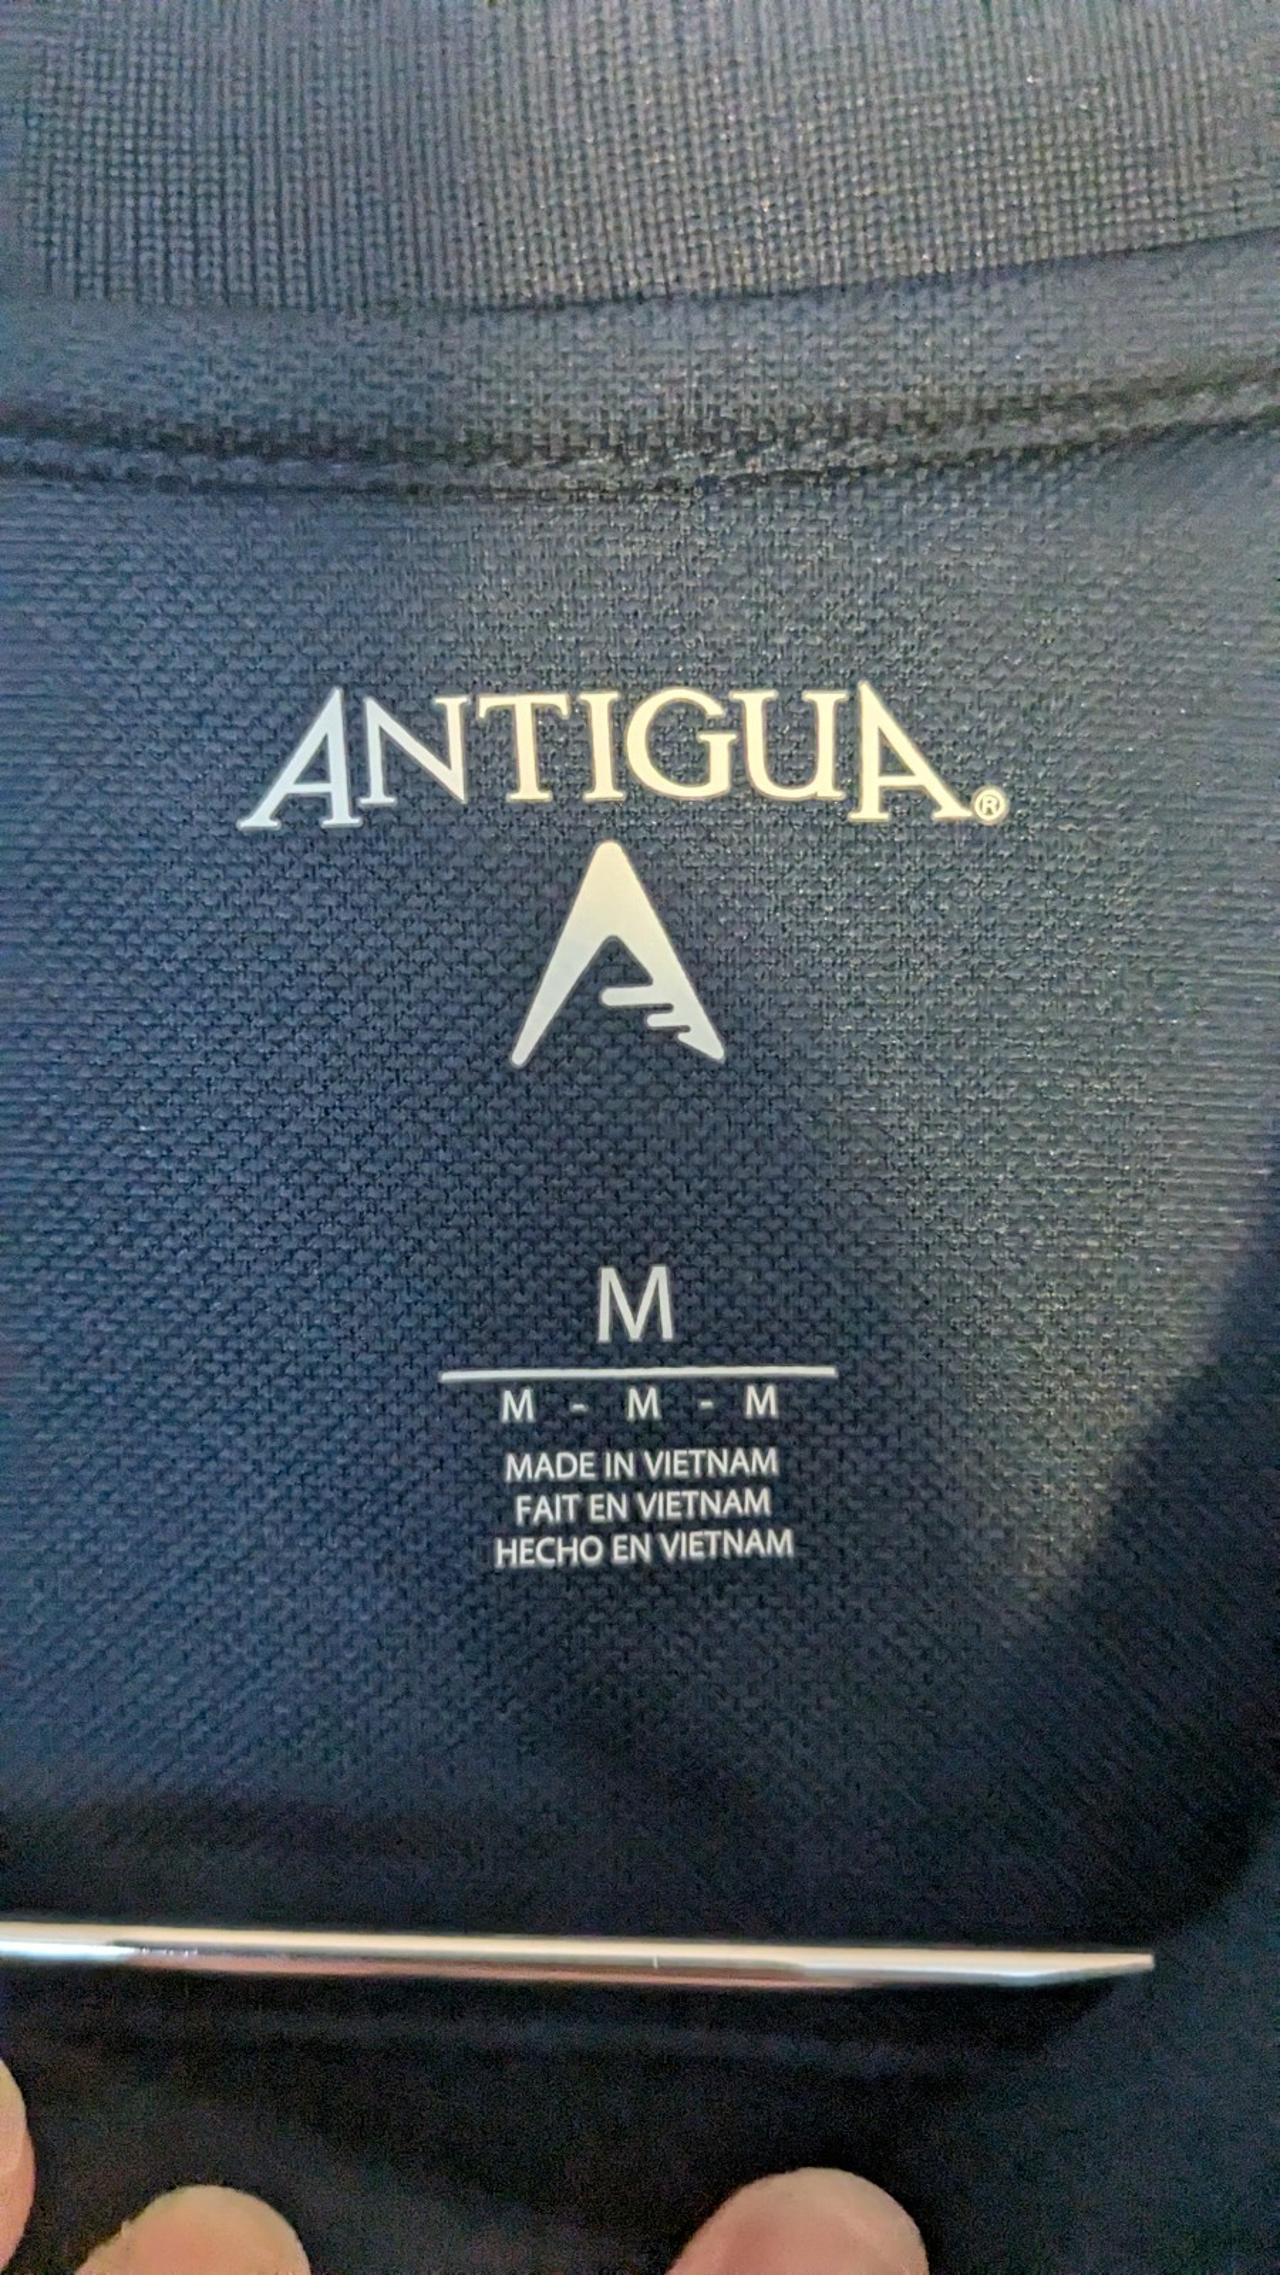 ANTIGUA®
M
M - M - M
MADE IN VIETNAM
FAIT EN VIETNAM
HECHO EN VIETNAM